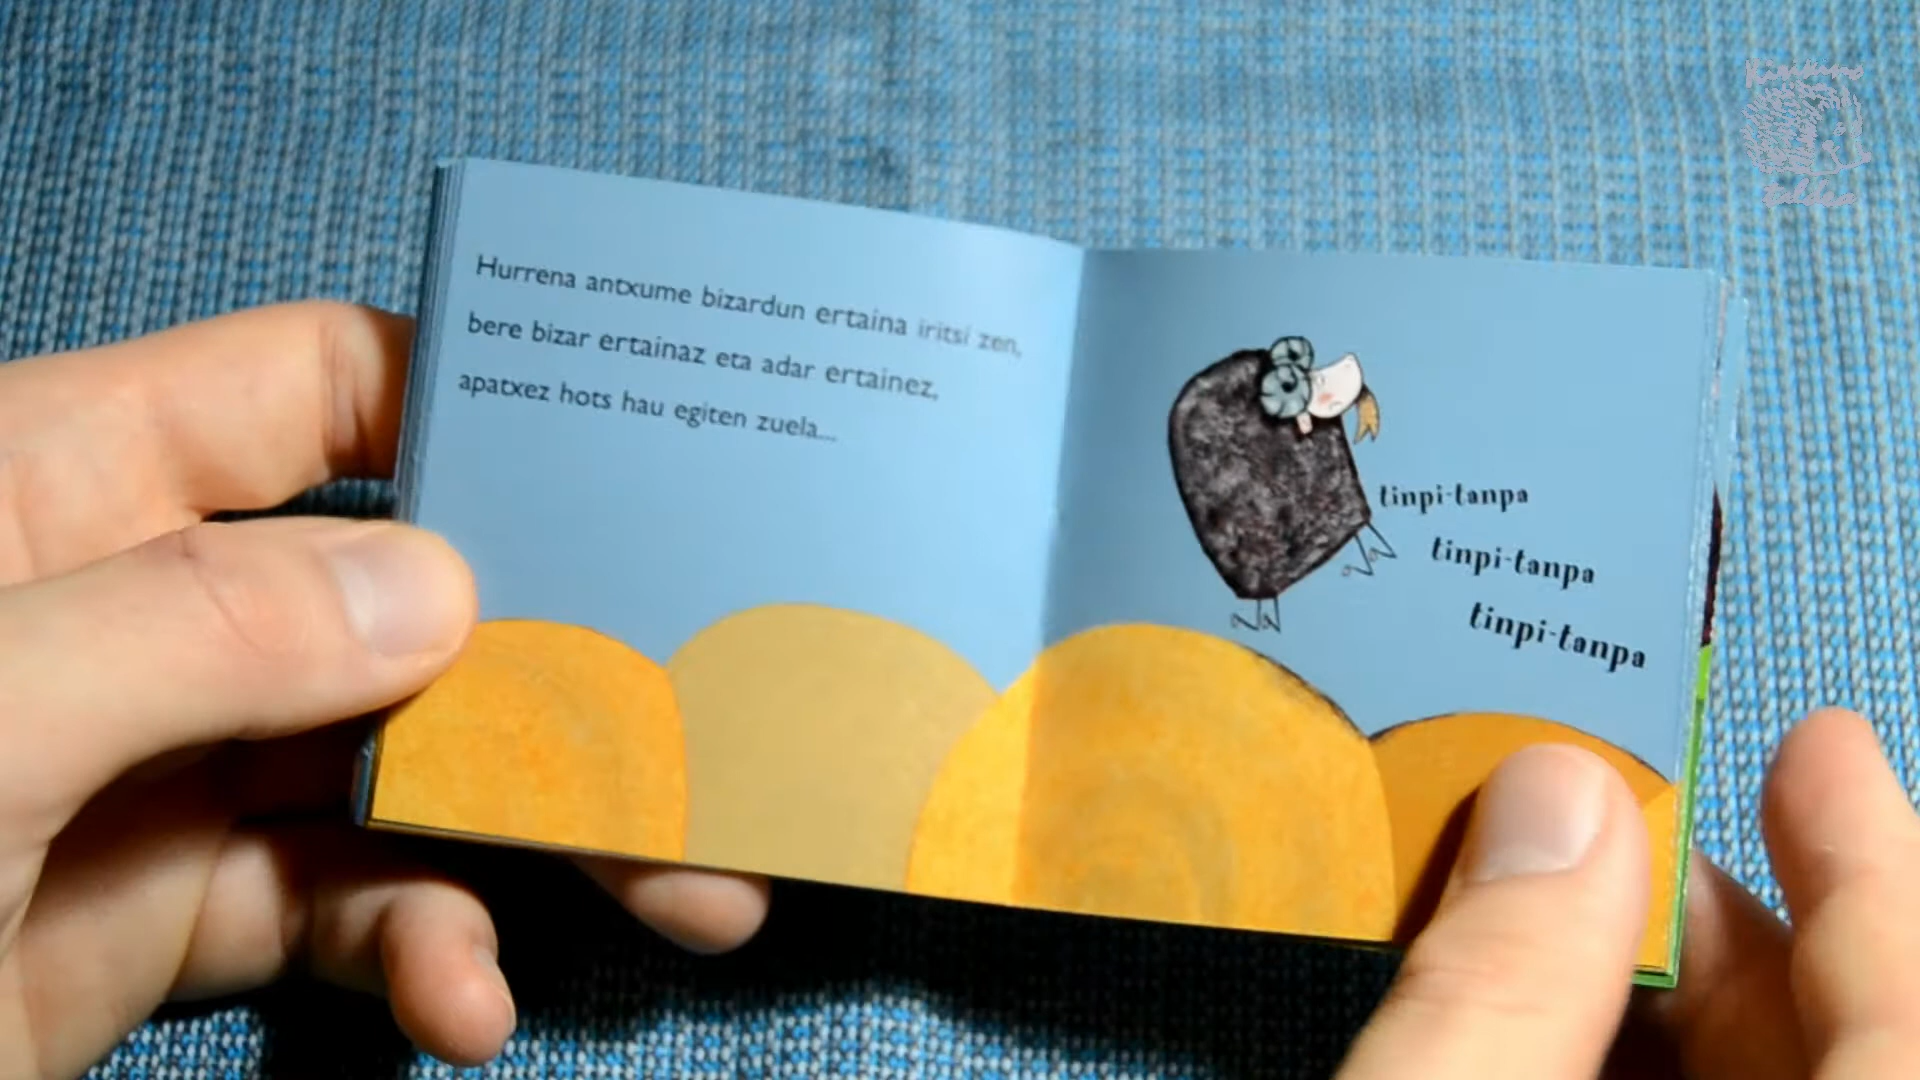 Hurrena antxume bizardun ertaina iritsi zen,
bere bizar ertainaz eta adar ertainez,
apatxez hots hau egiten zuela...
tinpi-tanpa
tinpi-tanpa
tinpi-tanpa
taldea